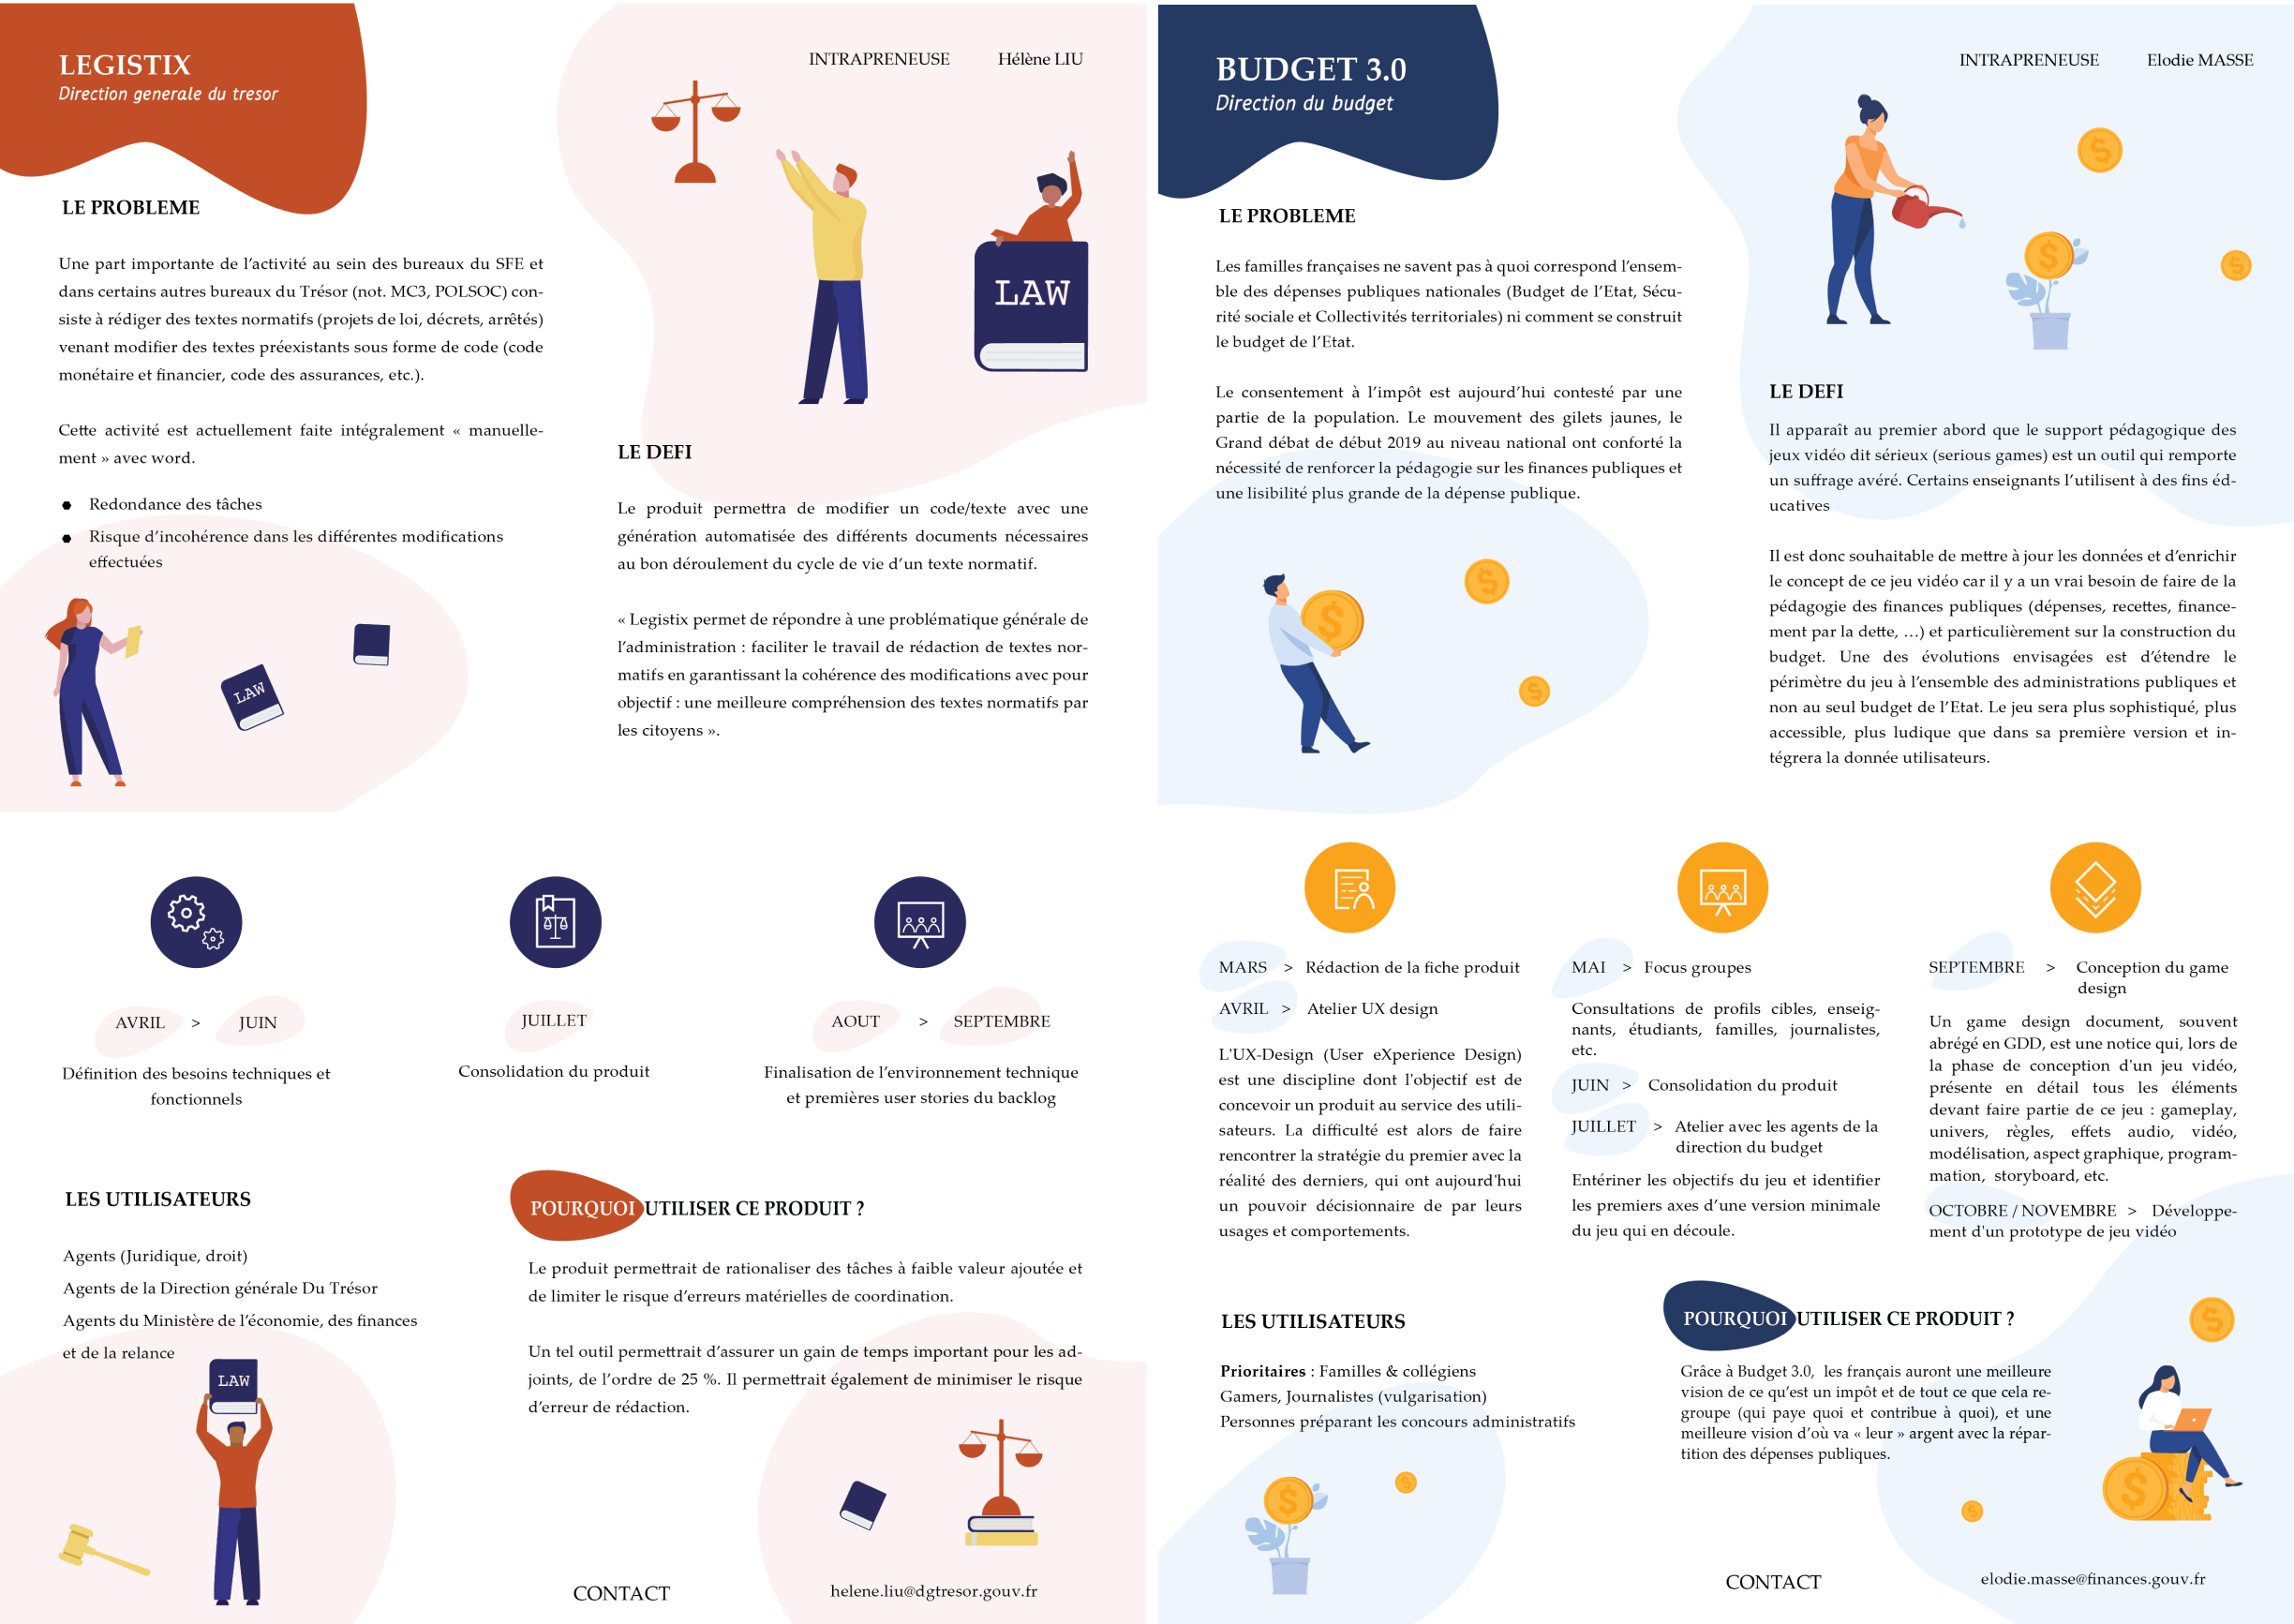 LEGISTIX
Direction generale du tresor
INTRAPRENEUSE Hélène LIU
LE PROBLEME
Une part importante de l'activité au sein des bureaux du SFE et
dans certains autres bureaux du Trésor (not. MC3, POLSOC) con-
siste à rédiger des textes normatifs (projets de loi, décrets, arrêtés)
venant modifier des textes préexistants sous forme de code (code
monétaire et financier, code des assurances, etc.).
Cette activité est actuellement faite intégralement « manuelle-
ment » avec word.
● Redondance des tâches
● Risque d'incohérence dans les différentes modifications
effectuées
LAW
LAW
LE DEFI
Le produit permettra de modifier un code/texte avec une
génération automatisée des différents documents nécessaires
au bon déroulement du cycle de vie d'un texte normatif.
« Legistix permet de répondre à une problématique générale de
l'administration : faciliter le travail de rédaction de textes nor-
matifs en garantissant la cohérence des modifications avec pour
objectif : une meilleure compréhension des textes normatifs par
les citoyens ».
AVRIL > JUIN
Définition des besoins techniques et
fonctionnels
JUILLET
Consolidation du produit
AOUT > SEPTEMBRE
Finalisation de l'environnement technique
et premières user stories du backlog
LES UTILISATEURS
Agents (Juridique, droit)
Agents de la Direction générale Du Trésor
Agents du Ministère de l'économie, des finances
et de la relance
LAW
POURQUOI UTILISER CE PRODUIT ?
Le produit permettrait de rationaliser des tâches à faible valeur ajoutée et
de limiter le risque d'erreurs matérielles de coordination.
Un tel outil permettrait d'assurer un gain de temps important pour les ad-
joints, de l'ordre de 25 %. Il permettrait également de minimiser le risque
d'erreur de rédaction.
CONTACT helene.liu@dgtresor.gouv.fr
BUDGET 3.0
Direction du budget
INTRAPRENEUSE Elodie MASSE
LE PROBLEME
Les familles françaises ne savent pas à quoi correspond l'ensem-
ble des dépenses publiques nationales (Budget de l'Etat, Sécu-
rité sociale et Collectivités territoriales) ni comment se construit
le budget de l'Etat.
Le consentement à l'impôt est aujourd'hui contesté par une
partie de la population. Le mouvement des gilets jaunes, le
Grand débat de début 2019 au niveau national ont conforté la
nécessité de renforcer la pédagogie sur les finances publiques et
une lisibilité plus grande de la dépense publique.
LE DEFI
Il apparaît au premier abord que le support pédagogique des
jeux vidéo dit sérieux (serious games) est un outil qui remporte
un suffrage avéré. Certains enseignants l'utilisent à des fins éd-
ucatives
Il est donc souhaitable de mettre à jour les données et d'enrichir
le concept de ce jeu vidéo car il y a un vrai besoin de faire de la
pédagogie des finances publiques (dépenses, recettes, finance-
ment par la dette, …) et particulièrement sur la construction du
budget. Une des évolutions envisagées est d'étendre le
périmètre du jeu à l'ensemble des administrations publiques et
non au seul budget de l'Etat. Le jeu sera plus sophistiqué, plus
accessible, plus ludique que dans sa première version et in-
tégrera la donnée utilisateurs.
MARS > Rédaction de la fiche produit
AVRIL > Atelier UX design
L'UX-Design (User eXperience Design)
est une discipline dont l'objectif est de
concevoir un produit au service des utili-
sateurs. La difficulté est alors de faire
rencontrer la stratégie du premier avec la
réalité des derniers, qui ont aujourd'hui
un pouvoir décisionnaire de par leurs
usages et comportements.
MAI > Focus groupes
Consultations de profils cibles, enseig-
nants, étudiants, familles, journalistes,
etc.
JUIN > Consolidation du produit
JUILLET > Atelier avec les agents de la
direction du budget
Entériner les objectifs du jeu et identifier
les premiers axes d'une version minimale
du jeu qui en découle.
SEPTEMBRE > Conception du game
design
Un game design document, souvent
abrégé en GDD, est une notice qui, lors de
la phase de conception d'un jeu vidéo,
présente en détail tous les éléments
devant faire partie de ce jeu : gameplay,
univers, règles, effets audio, vidéo,
modélisation, aspect graphique, program-
mation, storyboard, etc.
OCTOBRE / NOVEMBRE > Développe-
ment d'un prototype de jeu vidéo
LES UTILISATEURS
Prioritaires : Familles & collégiens
Gamers, Journalistes (vulgarisation)
Personnes préparant les concours administratifs
POURQUOI UTILISER CE PRODUIT ?
Grâce à Budget 3.0, les français auront une meilleure
vision de ce qu'est un impôt et de tout ce que cela re-
groupe (qui paye quoi et contribue à quoi), et une
meilleure vision d'où va « leur » argent avec la répar-
tition des dépenses publiques.
CONTACT elodie.masse@finances.gouv.fr